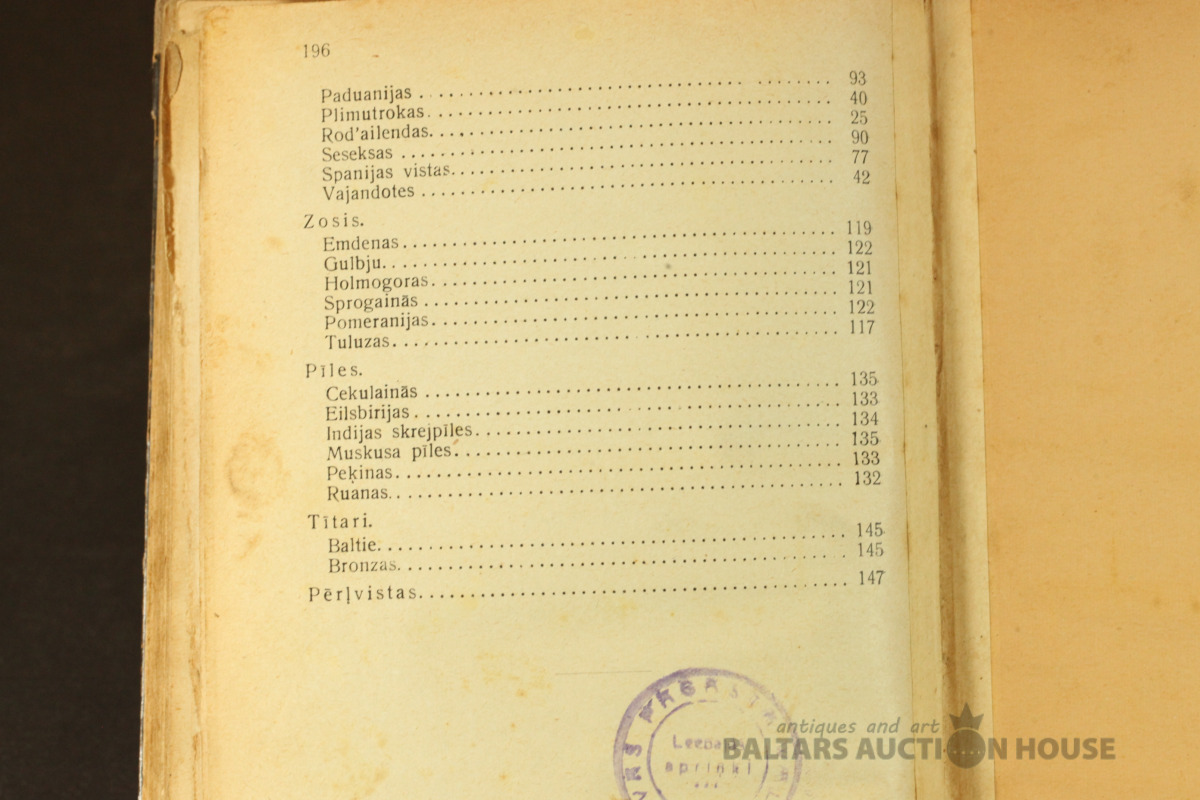 196
Paduanijas . . . . . . . . . . . . . . . . . . . . 93
Plimutrokas. . . . . . . . . . . . . . . . . . . . 40
Rod'ailendas. . . . . . . . . . . . . . . . . . . . 25
Seseksas . . . . . . . . . . . . . . . . . . . . 90
Spanijas vistas. . . . . . . . . . . . . . . . . . . . 77
Vajandotes . . . . . . . . . . . . . . . . . . . . 42
Zosis.
Emdenas. . . . . . . . . . . . . . . . . . . . 119
Gulbju. . . . . . . . . . . . . . . . . . . . 122
Holmogoras. . . . . . . . . . . . . . . . . . . . 121
Sprogainās . . . . . . . . . . . . . . . . . . . . 121
Pomeranijas. . . . . . . . . . . . . . . . . . . . 122
Tuluzas. . . . . . . . . . . . . . . . . . . . 117
Pīles.
Cekulainās . . . . . . . . . . . . . . . . . . . . 135
Eilsbirijas . . . . . . . . . . . . . . . . . . . . 133
Indijas skrejpīles. . . . . . . . . . . . . . . . . . . . 134
Muskusa pīles. . . . . . . . . . . . . . . . . . . . 135
Peķinas. . . . . . . . . . . . . . . . . . . . 133
Ruanas. . . . . . . . . . . . . . . . . . . . 132
Tītari.
Baltie. . . . . . . . . . . . . . . . . . . . 145
Bronzas. . . . . . . . . . . . . . . . . . . . 145
Pērļvistas. . . . . . . . . . . . . . . . . . . . 147
apriņķī
antiques and art
BALTARS AUCTION HOUSE